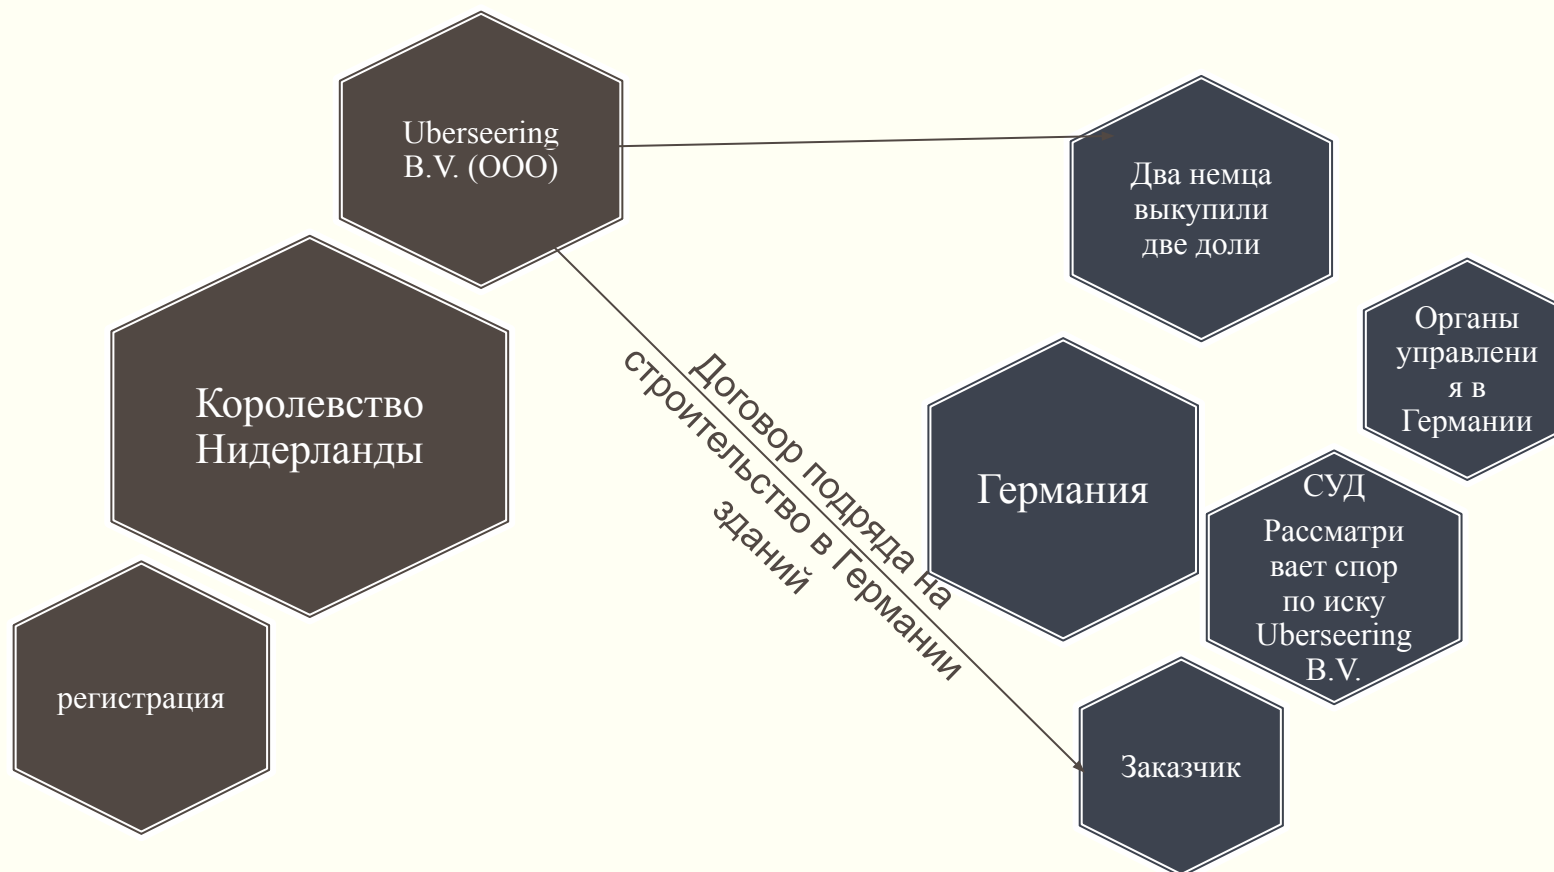 Uberseering
B.V. (ООО)
Два немца
выкупили
две доли
Органы
управлени
я в
Германии
Королевство
Нидерланды
Договор подряда на
строительство в Германии
зданий
Германия
СУД
Рассматри
вает спор
по иску
Uberseering
B.V.
регистрация
Заказчик